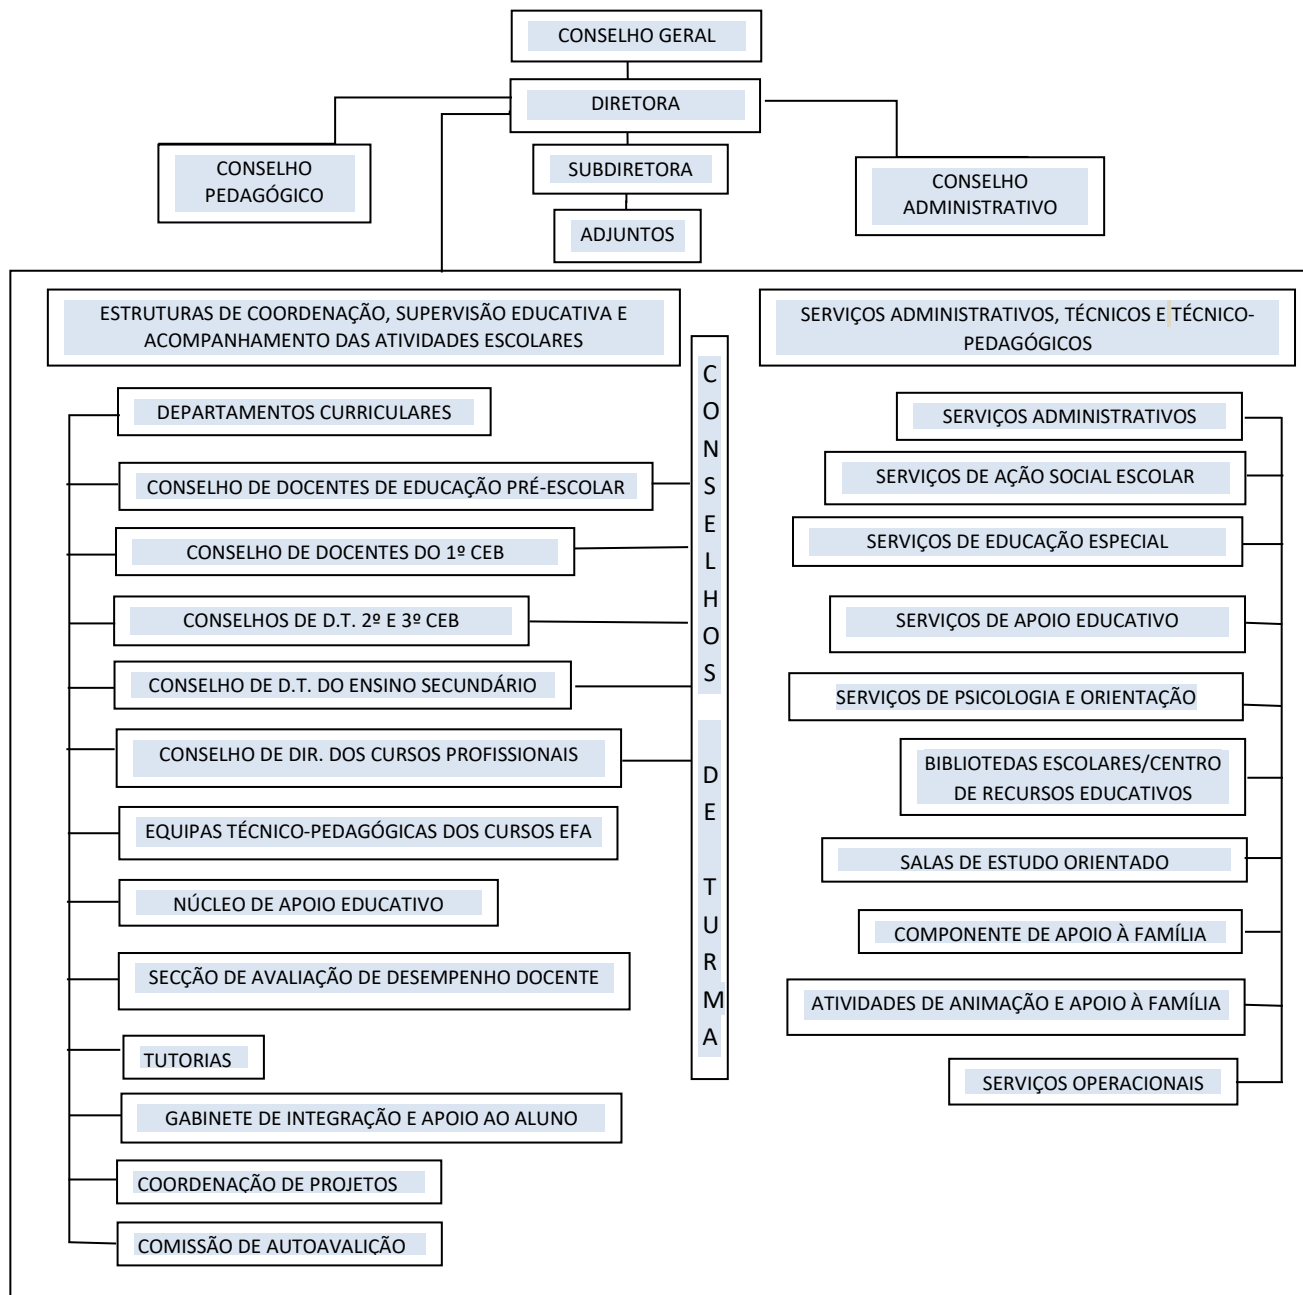 CONSELHO GERAL
DIRETORA
CONSELHO
PEDAGÓGICO
SUBDIRETORA
CONSELHO
ADMINISTRATIVO
ADJUNTOS
ESTRUTURAS DE COORDENAÇÃO, SUPERVISÃO EDUCATIVA E
ACOMPANHAMENTO DAS ATIVIDADES ESCOLARES
DEPARTAMENTOS CURRICULARES
CONSELHO DE DOCENTES DE EDUCAÇÃO PRÉ-ESCOLAR
CONSELHO DE DOCENTES DO 1º CEB
CONSELHOS DE D.T. 2º E 3º CEB
CONSELHO DE D.T. DO ENSINO SECUNDÁRIO
CONSELHO DE DIR. DOS CURSOS PROFISSIONAIS
EQUIPAS TÉCNICO-PEDAGÓGICAS DOS CURSOS EFA
NÚCLEO DE APOIO EDUCATIVO
SECÇÃO DE AVALIAÇÃO DE DESEMPENHO DOCENTE
TUTORIAS
GABINETE DE INTEGRAÇÃO E APOIO AO ALUNO
COORDENAÇÃO DE PROJETOS
COMISSÃO DE AUTOAVALIÇÃO
CONSELHOS DE TURMA
SERVIÇOS ADMINISTRATIVOS, TÉCNICOS E TÉCNICO-
PEDAGÓGICOS
SERVIÇOS ADMINISTRATIVOS
SERVIÇOS DE AÇÃO SOCIAL ESCOLAR
SERVIÇOS DE EDUCAÇÃO ESPECIAL
SERVIÇOS DE APOIO EDUCATIVO
SERVIÇOS DE PSICOLOGIA E ORIENTAÇÃO
BIBLIOTEDAS ESCOLARES/CENTRO
DE RECURSOS EDUCATIVOS
SALAS DE ESTUDO ORIENTADO
COMPONENTE DE APOIO À FAMÍLIA
ATIVIDADES DE ANIMAÇÃO E APOIO À FAMÍLIA
SERVIÇOS OPERACIONAIS